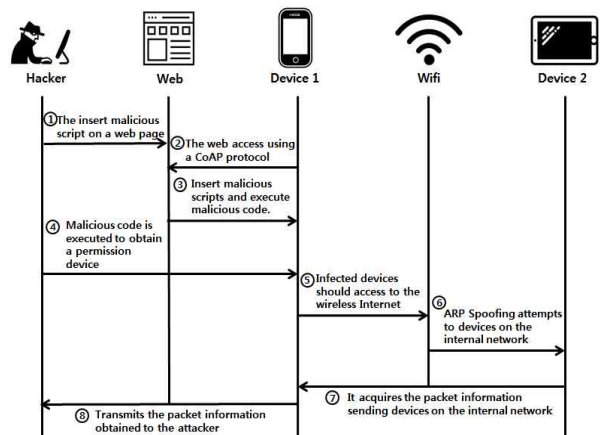 Hacker
Web
Device 1
Wifi
Device 2
①The insert malicious
script on a web page
②The web access using
a CoAP protocol
③ Insert malicious
scripts and execute
malicious code.
④ Malicious code is
executed to obtain
a permission
device
⑤Infected devices
should access to the
wireless Internet
⑥
ARP Spoofing attempts
to devices on the
internal network
⑦ It acquires the packet information
sending devices on the internal network
⑧ Transmits the packet information
obtained to the attacker